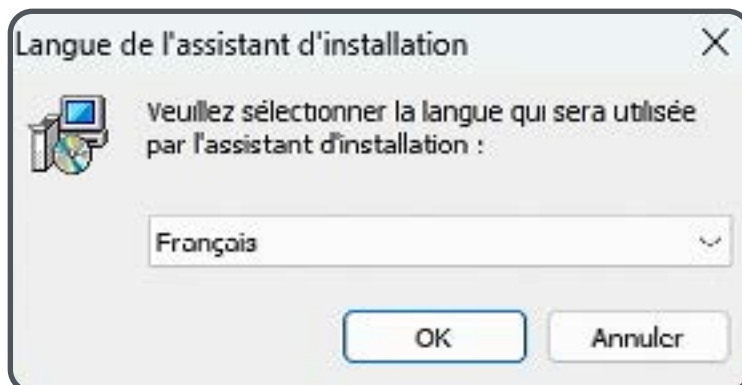 Langue de l'assistant d'installation
Veuillez sélectionner la langue qui sera utilisée
par l'assistant d'installation :
Français
OK Annuler